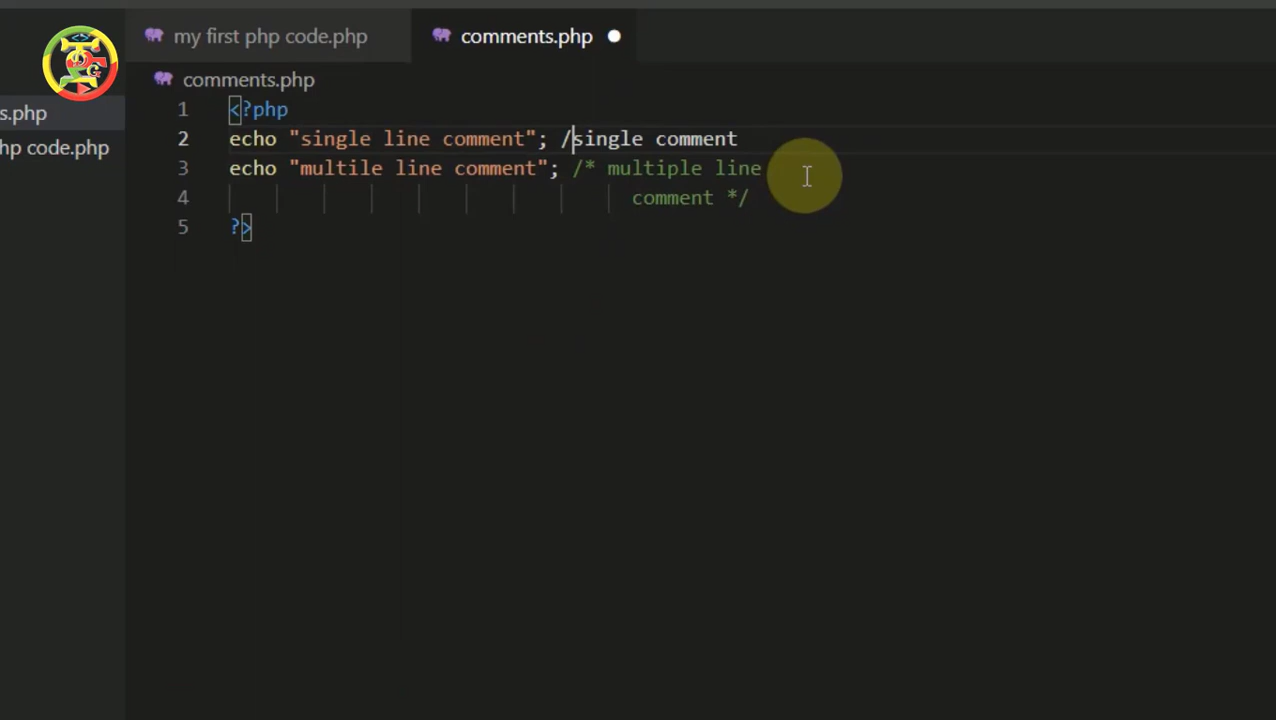 my first php code.php comments.php
comments.php
s.php
hp code.php
1 <?php
2 echo "single line comment"; /single comment
3 echo "multile line comment"; /* multiple line
4 comment */
5 ?>